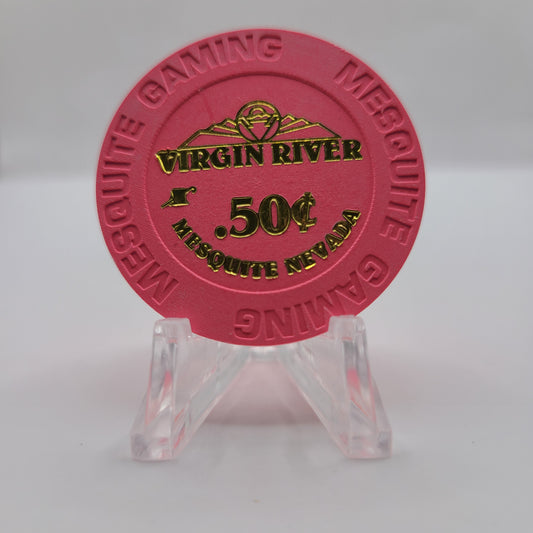 MESQUITE GAMING
MESQUITE GAMING
VIRGIN RIVER
.50¢
MESQUITE NEVADA